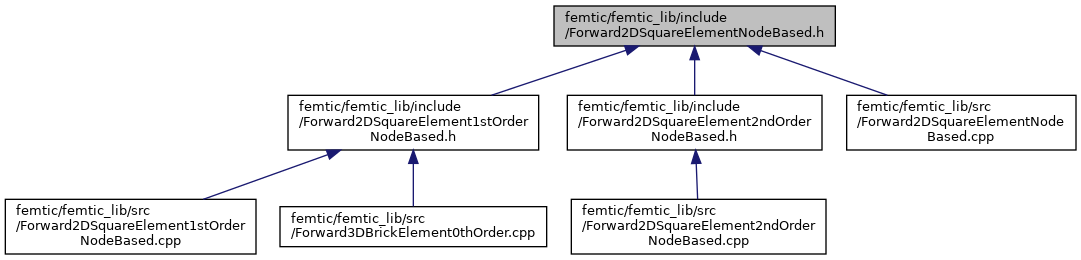 femtic/femtic_lib/include
/Forward2DSquareElementNodeBased.h
femtic/femtic_lib/include
/Forward2DSquareElement1stOrder
NodeBased.h
femtic/femtic_lib/include
/Forward2DSquareElement2ndOrder
NodeBased.h
femtic/femtic_lib/src
/Forward2DSquareElementNode
Based.cpp
femtic/femtic_lib/src
/Forward2DSquareElement1stOrder
NodeBased.cpp
femtic/femtic_lib/src
/Forward3DBrickElement0thOrder.cpp
femtic/femtic_lib/src
/Forward2DSquareElement2ndOrder
NodeBased.cpp